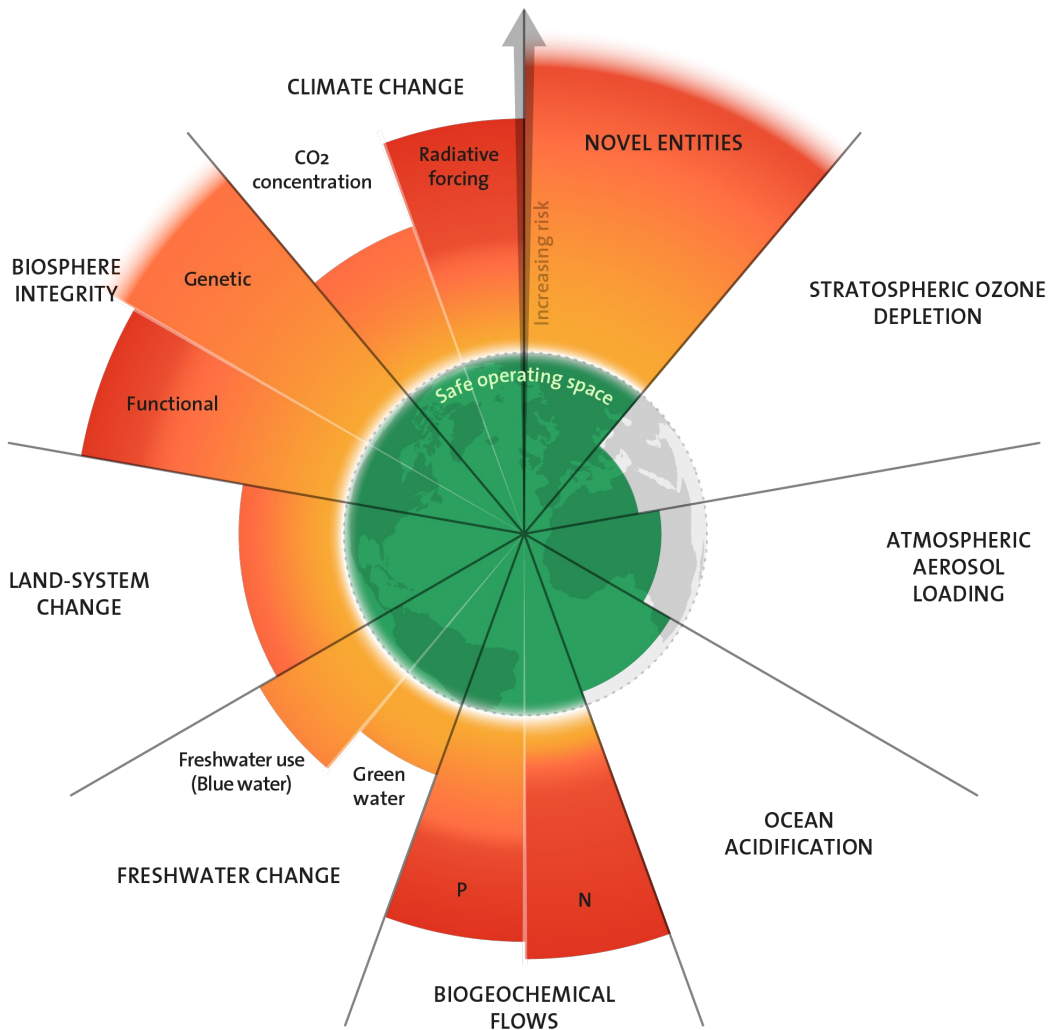 CLIMATE CHANGE
CO2
concentration
Radiative
forcing
NOVEL ENTITIES
Increasing risk
BIOSPHERE
INTEGRITY
Genetic
Functional
STRATOSPHERIC OZONE
DEPLETION
Safe operating space
ATMOSPHERIC
AEROSOL
LOADING
LAND-SYSTEM
CHANGE
Freshwater use
(Blue water)
Green
water
FRESHWATER CHANGE
OCEAN
ACIDIFICATION
P
N
BIOGEOCHEMICAL
FLOWS